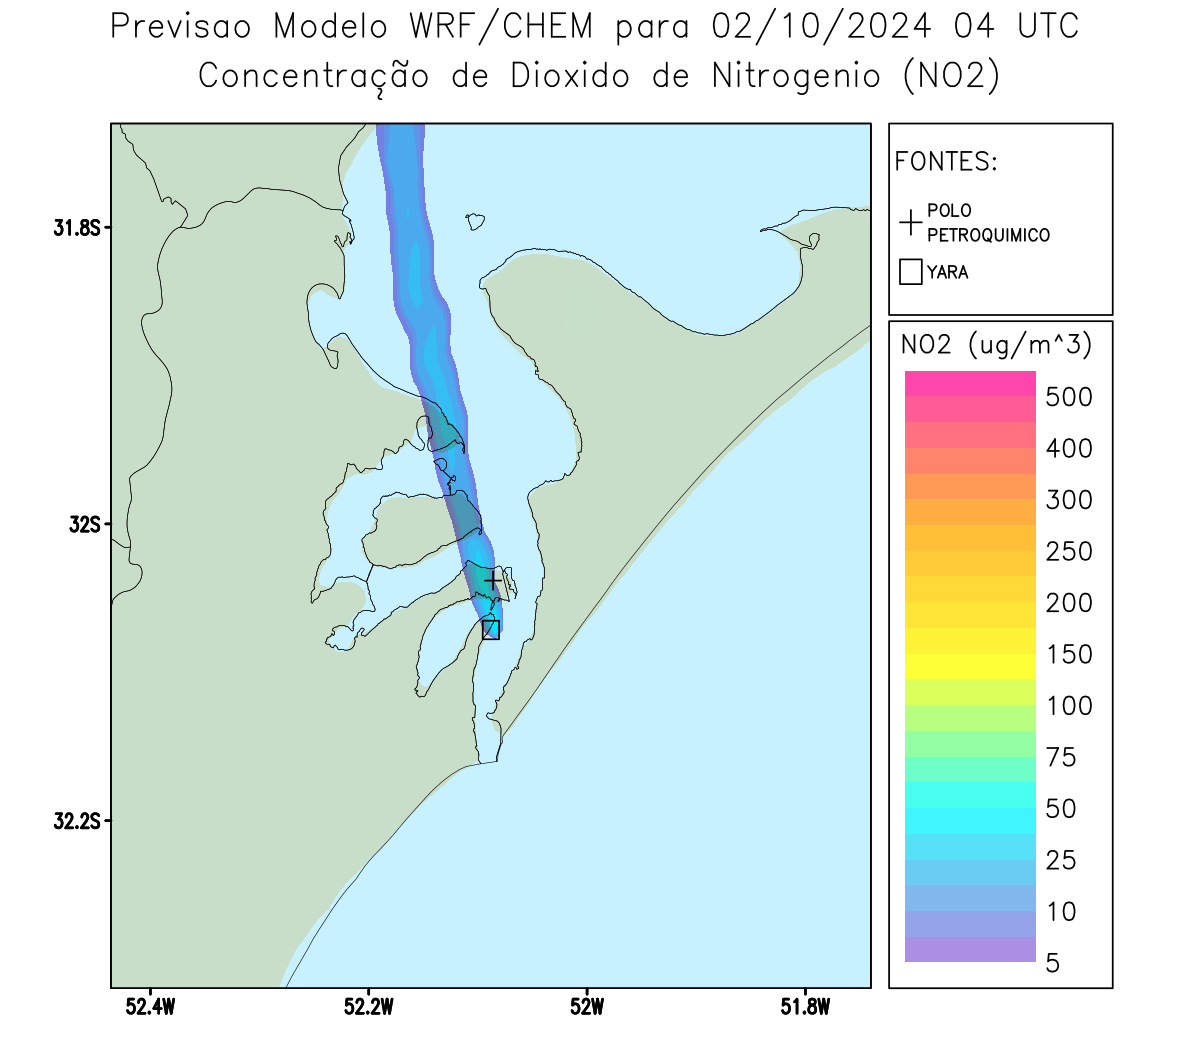 Previsao Modelo WRF/CHEM para 02/10/2024 04 UTC
Concentração de Dioxido de Nitrogenio (NO2)
FONTES:
POLO
PETROQUIMICO
YARA
31.8S
32S
32.2S
52.4W
52.2W
52W
51.8W
NO2 (ug/m^3)
500
400
300
250
200
150
100
75
50
25
10
5